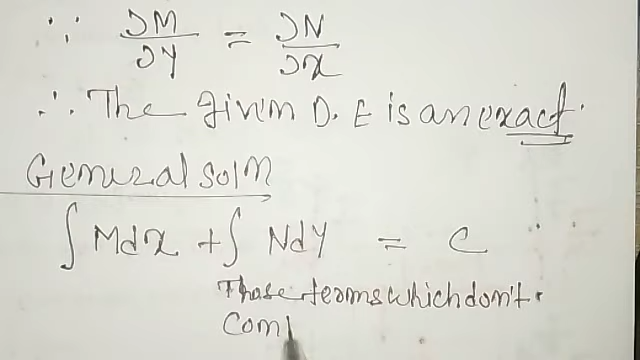 ∵ ∂M/∂y = ∂N/∂x
∴ The given D.E is an exact.
General solⁿ
∫ Mdx + ∫ Ndy = C
Those terms which don't
Com